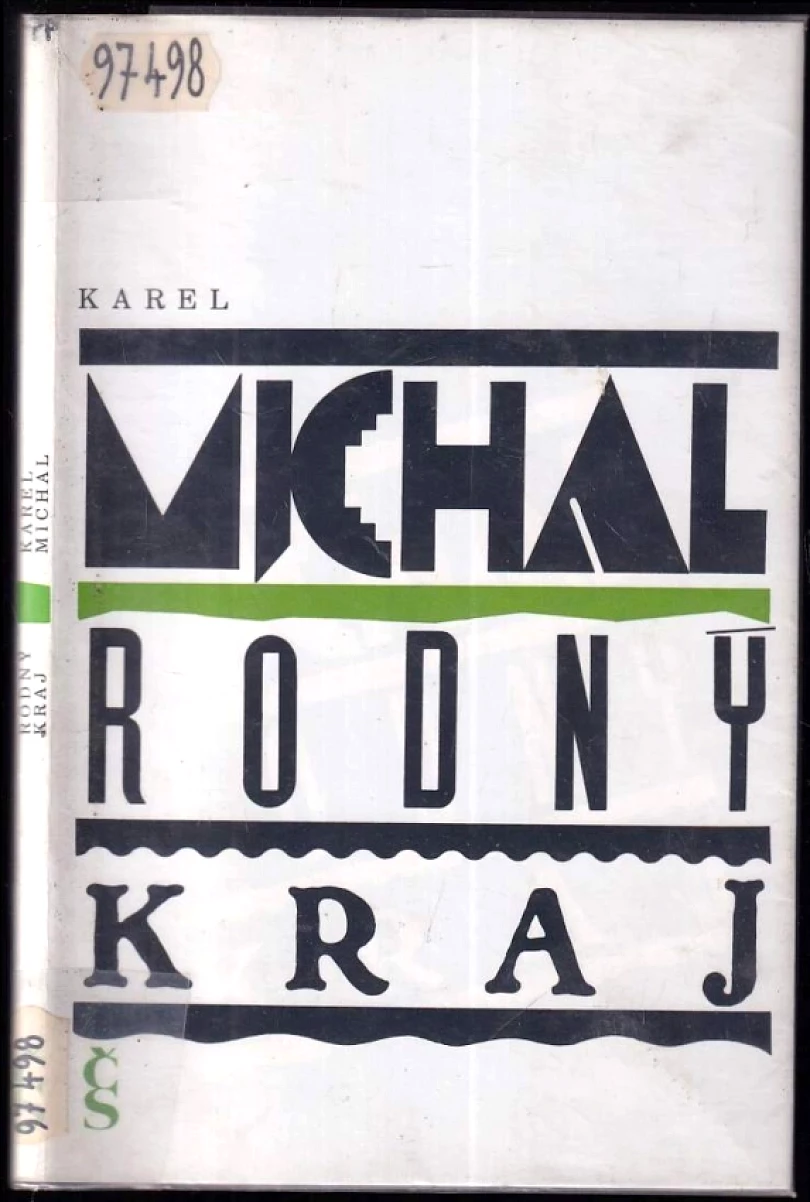 97498
KAREL
MICHAL
RODNÝ
KRAJ
ČS
KAREL
MICHAL
RODNÝ
KRAJ
97498